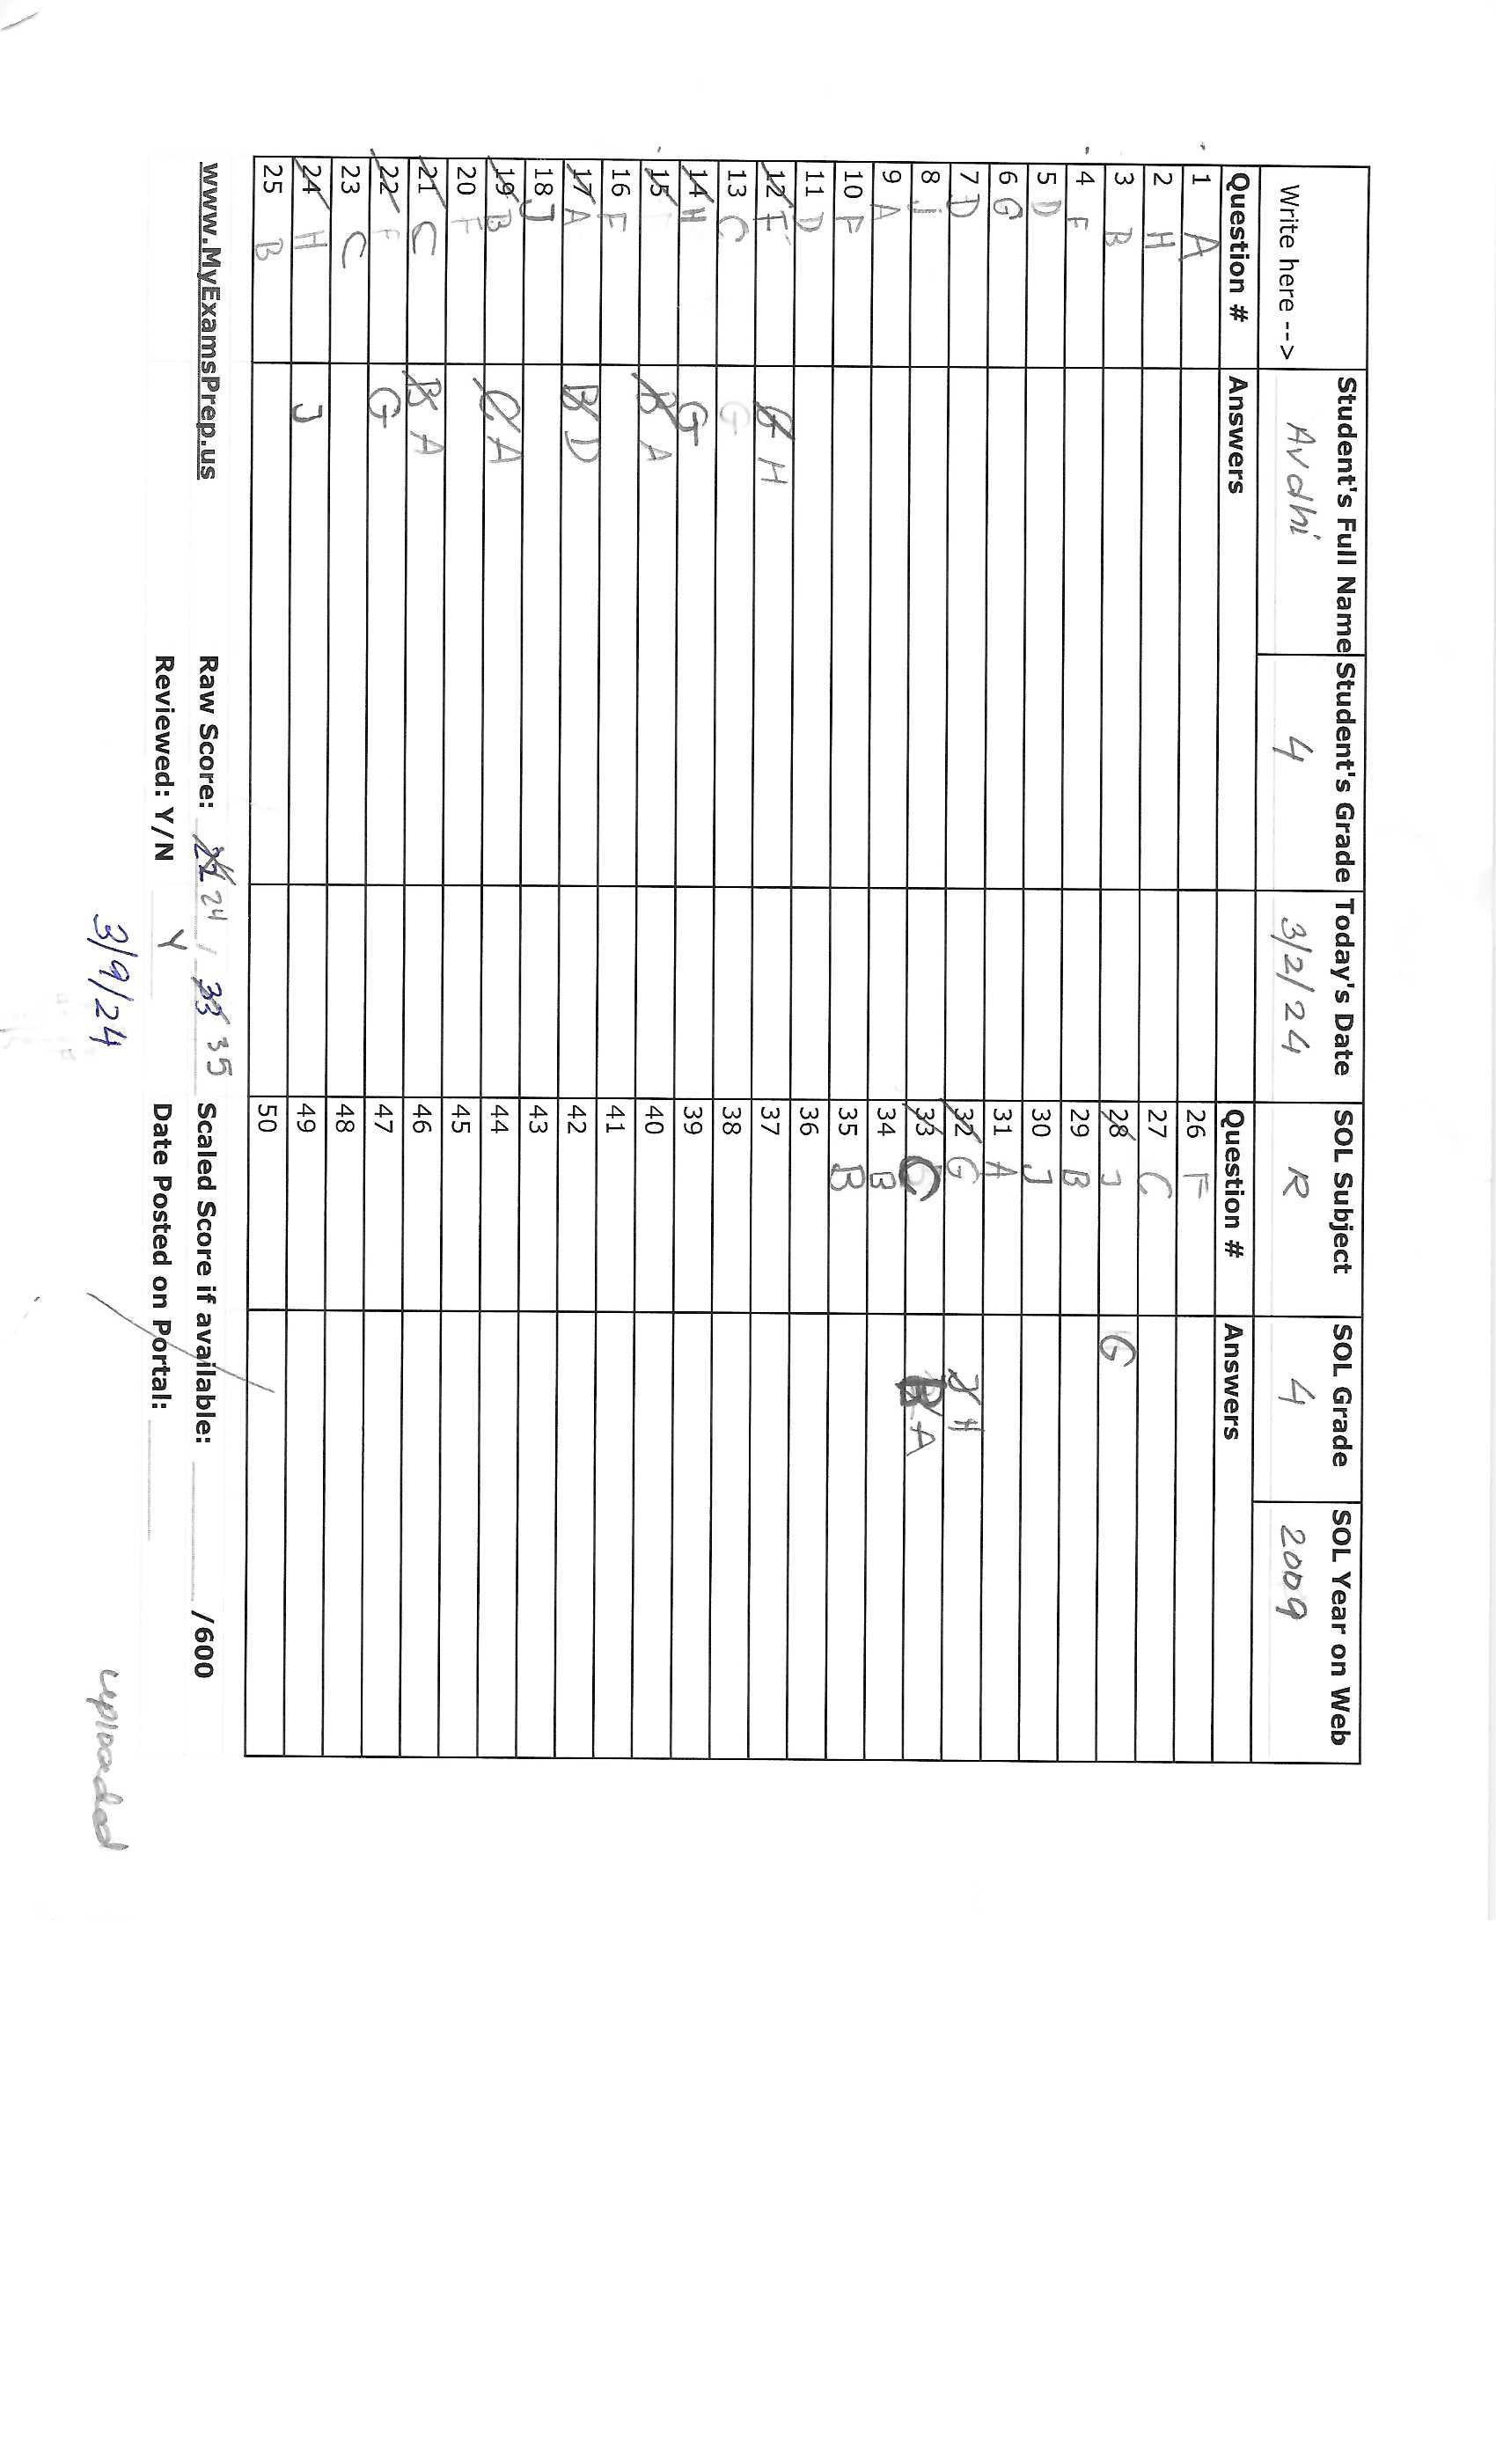 Student's Full Name Student's Grade Today's Date SOL Subject SOL Grade SOL Year on Web
Write here --> Avdhi 4 3/2/24 R 4 2009
Question # Answers Question # Answers
1 A 26 F
2 H 27 C
3 B 28 J G
4 F 29 B
5 D 30 J
6 G 31 A
7 D 32 G J H
8 j 33 C B A
9 A 34 B
10 F 35 B
11 D 36
12 F G H 37
13 C G 38
14 H G 39
15 B A 40
16 F 41
17 A B D 42
18 J 43
19 B C A 44
20 F 45
21 C B A 46
22 F G 47
23 C 48
24 H J 49
25 B 50
www.MyExamsPrep.us Raw Score: 24 / 33 35 Scaled Score if available: /600
Reviewed: Y/N Y Date Posted on Portal:
3/9/24 uploaded